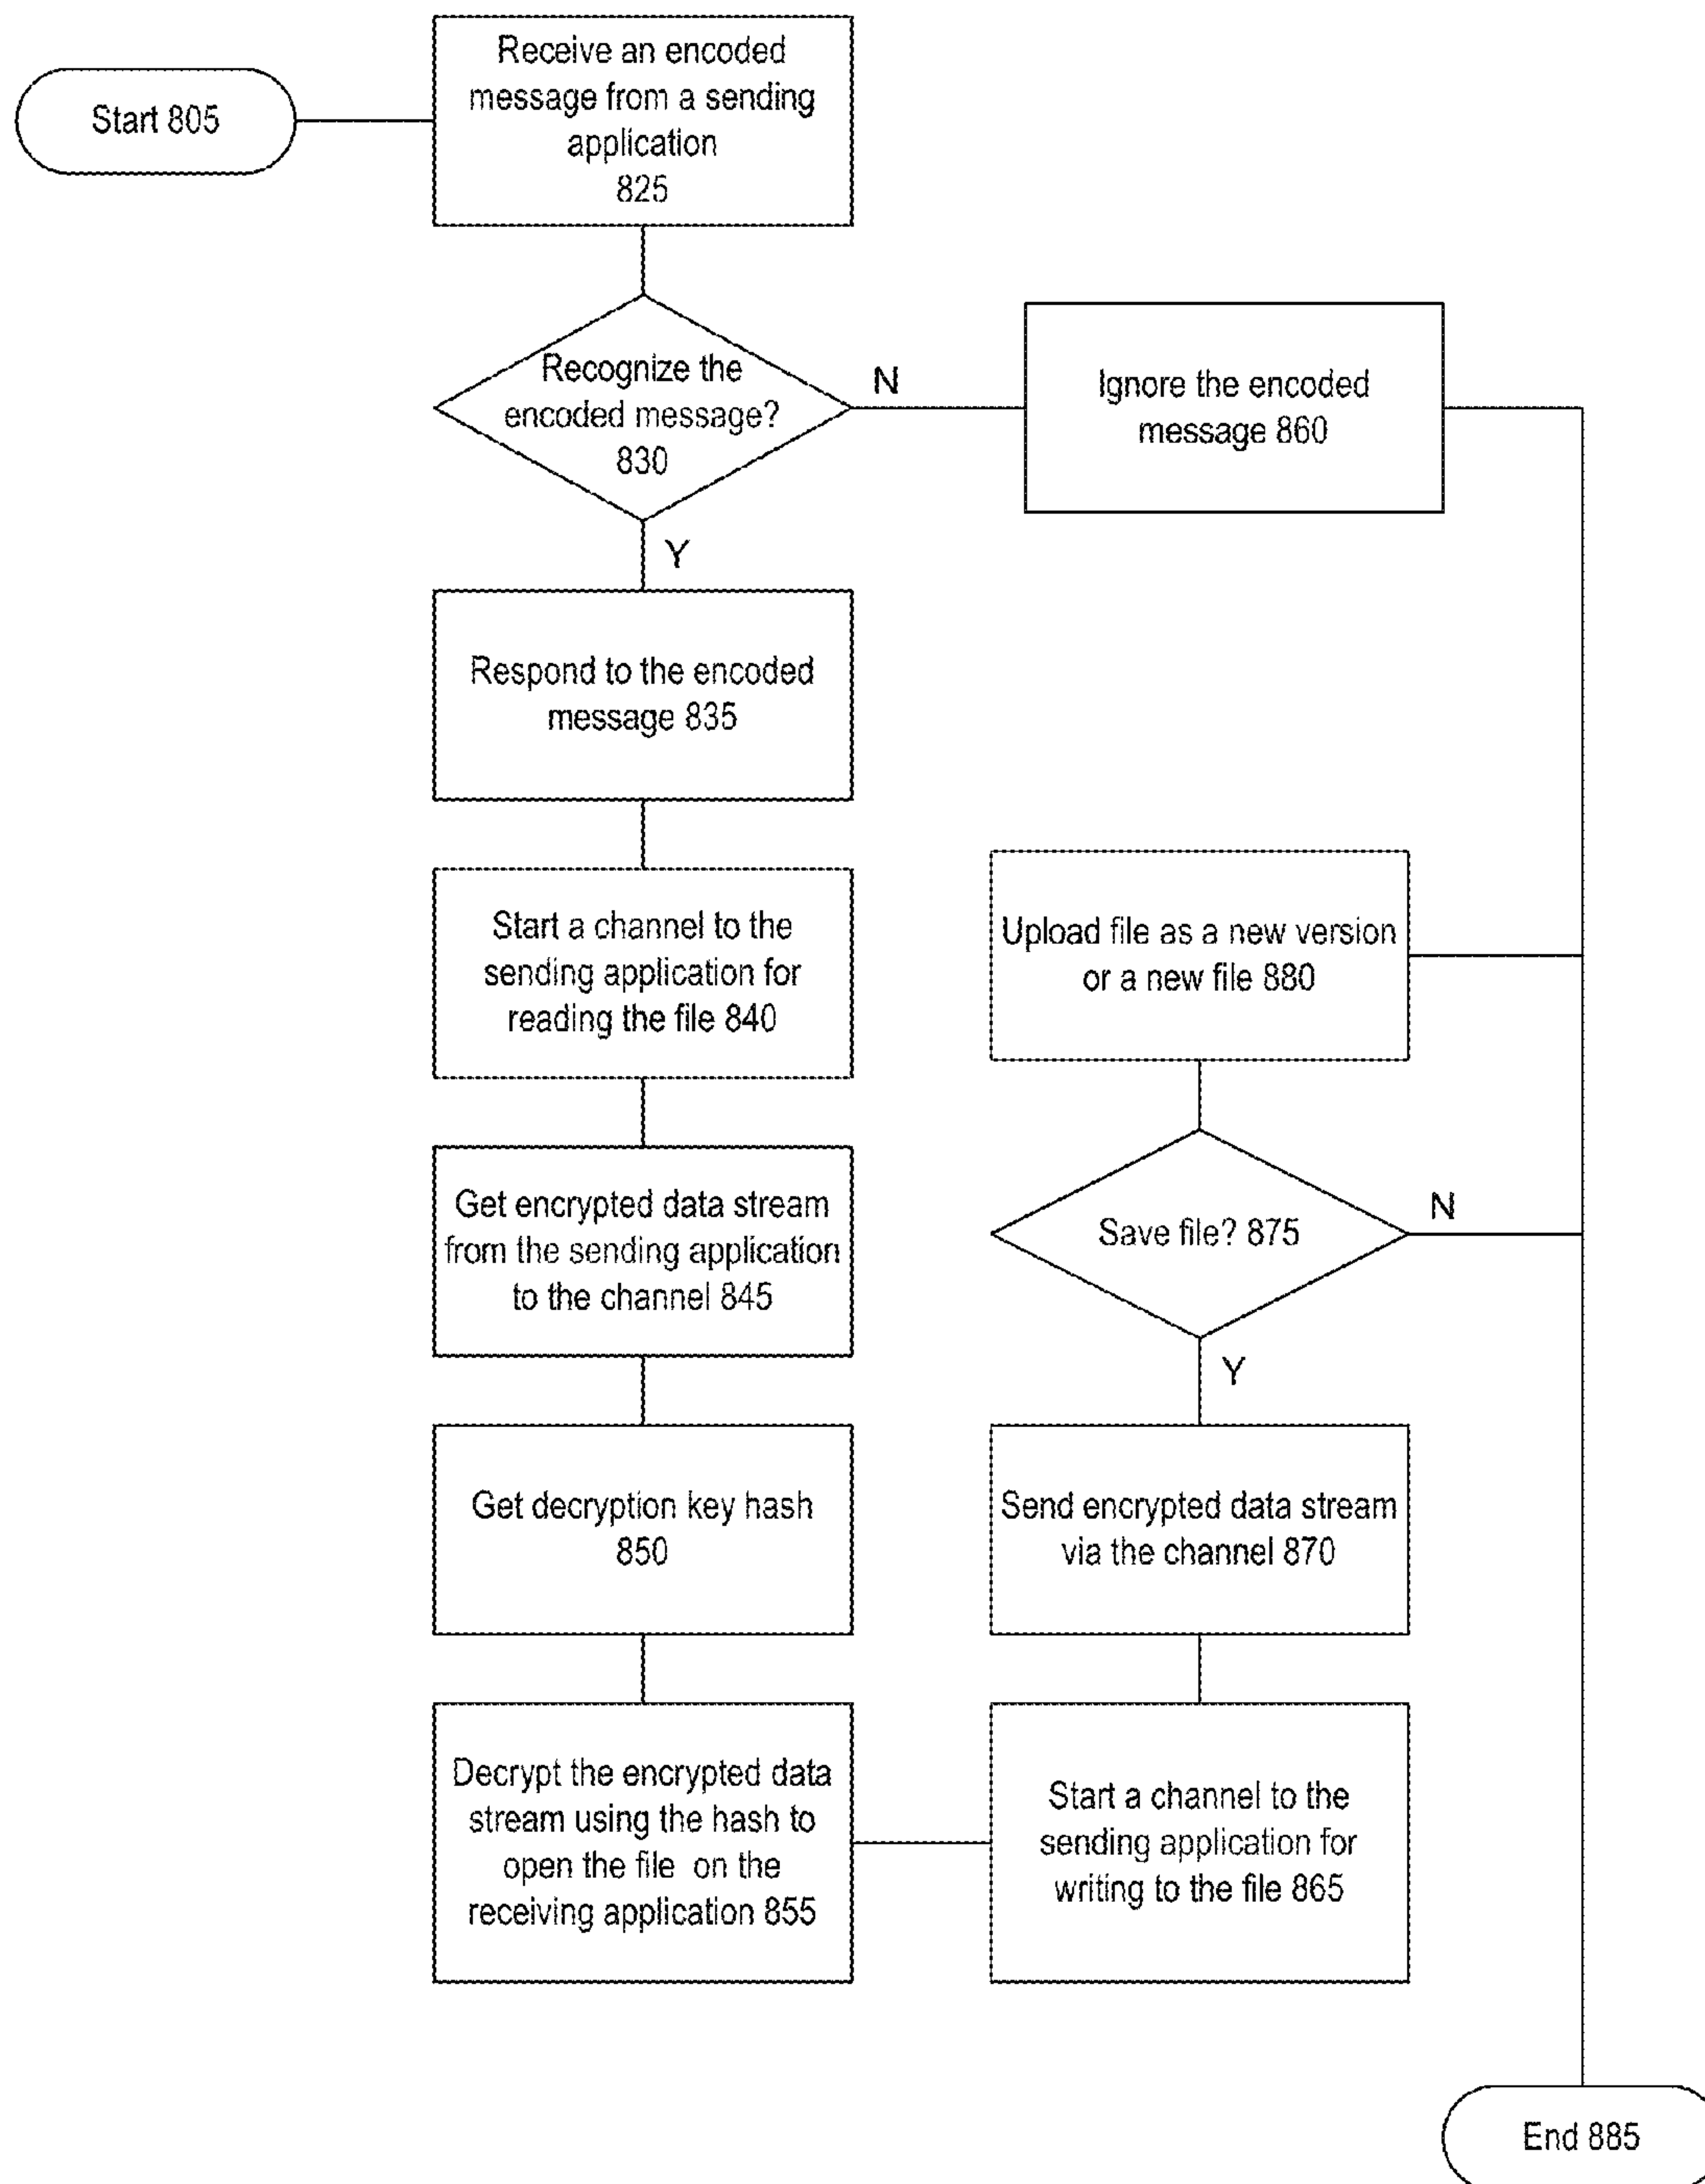 Start 805
Receive an encoded
message from a sending
application
825
Recognize the
encoded message?
830
N
Ignore the encoded
message 860
Y
Respond to the encoded
message 835
Start a channel to the
sending application for
reading the file 840
Get encrypted data stream
from the sending application
to the channel 845
Get decryption key hash
850
Decrypt the encrypted data
stream using the hash to
open the file on the
receiving application 855
Start a channel to the
sending application for
writing to the file 865
Send encrypted data stream
via the channel 870
Y
Save file? 875
N
Upload file as a new version
or a new file 880
End 885